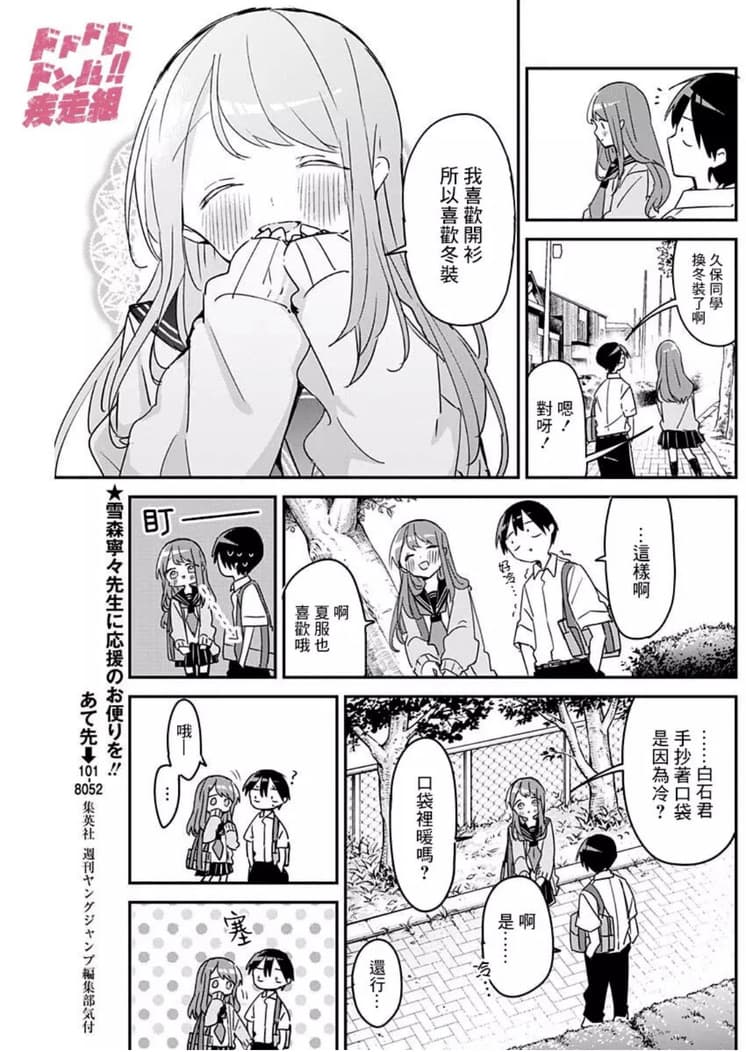 久保同學
換冬裝了啊
嗯！
對呀！
我喜歡開衫
所以喜歡冬裝
ドドドド
ドンパ!!
疾走組
…這樣啊
好冷…
啊
夏服也
喜歡哦
盯——
……白石君
手抄著口袋
是因為冷？
啊
是…
冷…
口袋裡暖嗎？
還行…
哦—
？
塞
★雪森寧々先生に応援のお便りを!!
あて先➡
101-
8052
集英社 週刊ヤングジャンプ編集部気付